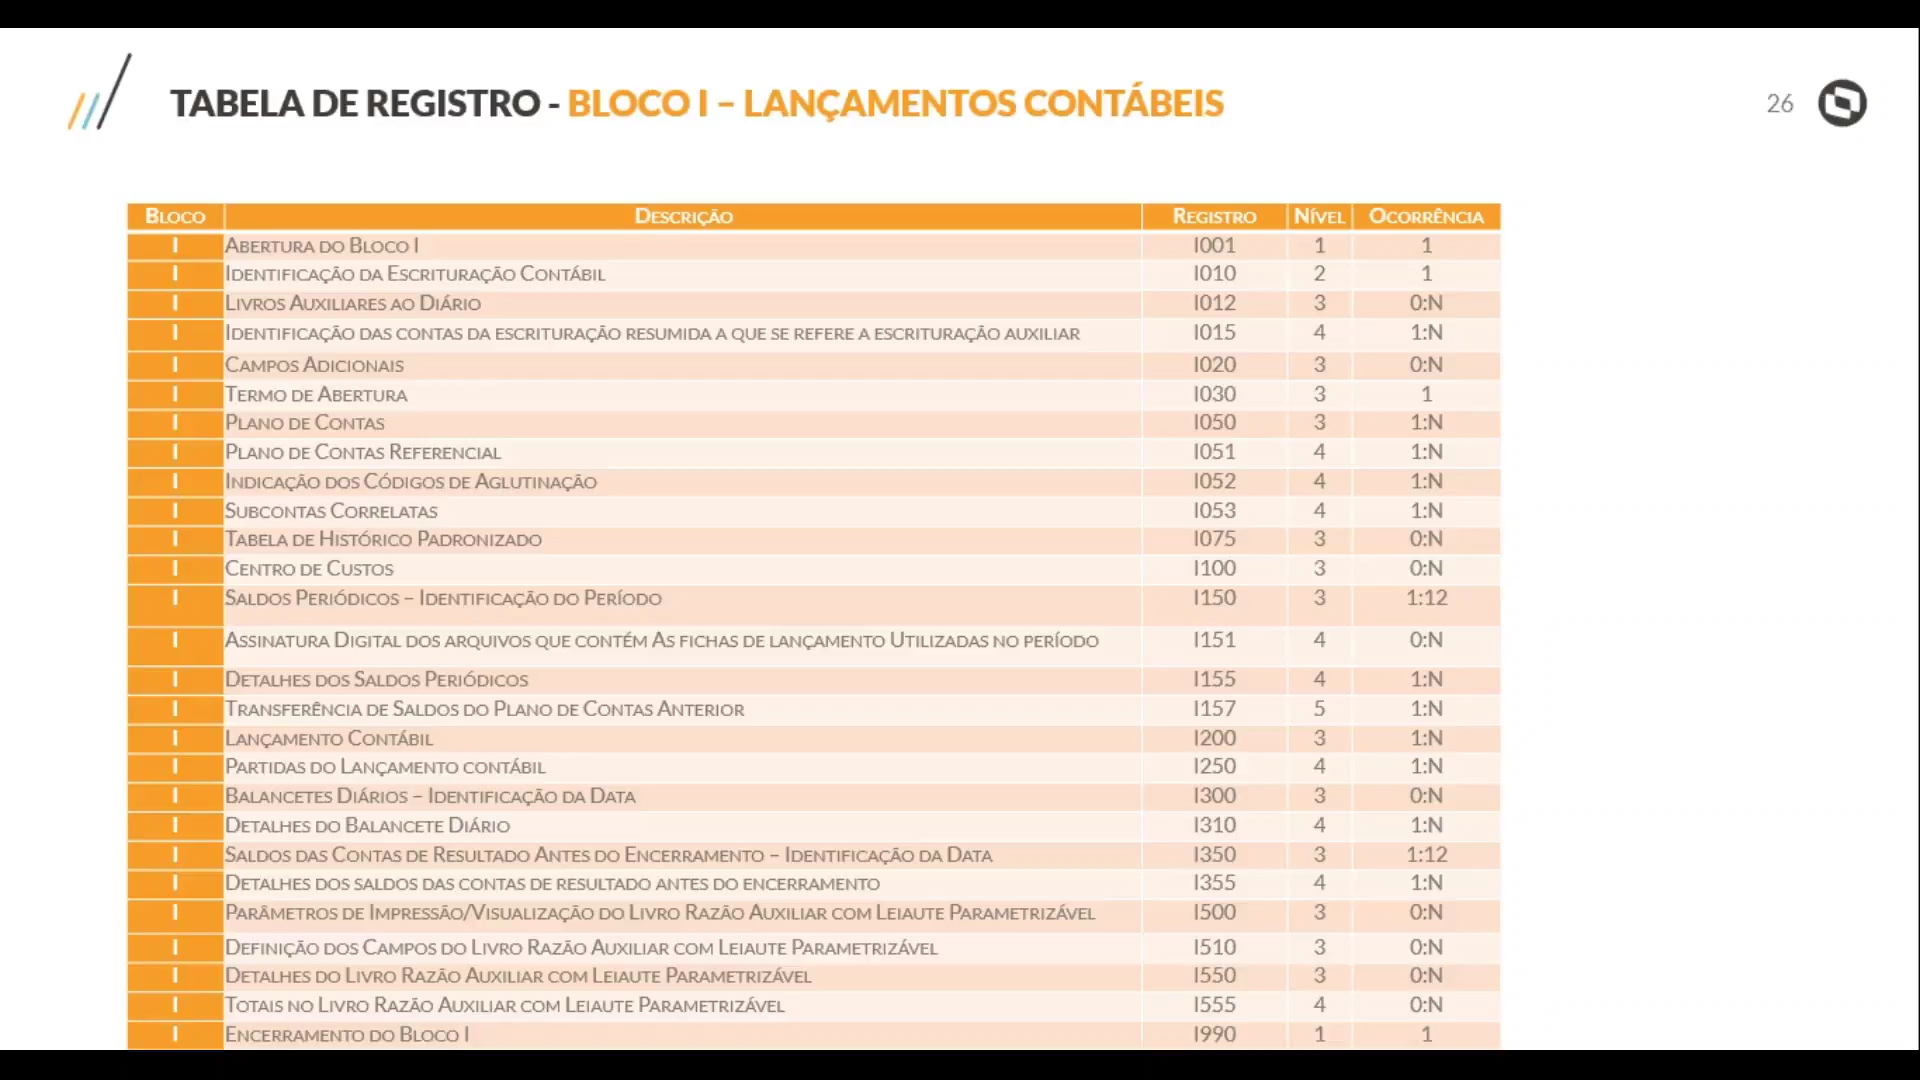 TABELA DE REGISTRO - BLOCO I – LANÇAMENTOS CONTÁBEIS
26
BLOCO DESCRIÇÃO REGISTRO NÍVEL OCORRÊNCIA
I ABERTURA DO BLOCO I I001 1 1
I IDENTIFICAÇÃO DA ESCRITURAÇÃO CONTÁBIL I010 2 1
I LIVROS AUXILIARES AO DIÁRIO I012 3 0:N
I IDENTIFICAÇÃO DAS CONTAS DA ESCRITURAÇÃO RESUMIDA A QUE SE REFERE A ESCRITURAÇÃO AUXILIAR I015 4 1:N
I CAMPOS ADICIONAIS I020 3 0:N
I TERMO DE ABERTURA I030 3 1
I PLANO DE CONTAS I050 3 1:N
I PLANO DE CONTAS REFERENCIAL I051 4 1:N
I INDICAÇÃO DOS CÓDIGOS DE AGLUTINAÇÃO I052 4 1:N
I SUBCONTAS CORRELATAS I053 4 1:N
I TABELA DE HISTÓRICO PADRONIZADO I075 3 0:N
I CENTRO DE CUSTOS I100 3 0:N
I SALDOS PERIÓDICOS – IDENTIFICAÇÃO DO PERÍODO I150 3 1:12
I ASSINATURA DIGITAL DOS ARQUIVOS QUE CONTÉM AS FICHAS DE LANÇAMENTO UTILIZADAS NO PERÍODO I151 4 0:N
I DETALHES DOS SALDOS PERIÓDICOS I155 4 1:N
I TRANSFERÊNCIA DE SALDOS DO PLANO DE CONTAS ANTERIOR I157 5 1:N
I LANÇAMENTO CONTÁBIL I200 3 1:N
I PARTIDAS DO LANÇAMENTO CONTÁBIL I250 4 1:N
I BALANCETES DIÁRIOS – IDENTIFICAÇÃO DA DATA I300 3 0:N
I DETALHES DO BALANCETE DIÁRIO I310 4 1:N
I SALDOS DAS CONTAS DE RESULTADO ANTES DO ENCERRAMENTO – IDENTIFICAÇÃO DA DATA I350 3 1:12
I DETALHES DOS SALDOS DAS CONTAS DE RESULTADO ANTES DO ENCERRAMENTO I355 4 1:N
I PARÂMETROS DE IMPRESSÃO/VISUALIZAÇÃO DO LIVRO RAZÃO AUXILIAR COM LEIAUTE PARAMETRIZÁVEL I500 3 0:N
I DEFINIÇÃO DOS CAMPOS DO LIVRO RAZÃO AUXILIAR COM LEIAUTE PARAMETRIZÁVEL I510 3 0:N
I DETALHES DO LIVRO RAZÃO AUXILIAR COM LEIAUTE PARAMETRIZÁVEL I550 3 0:N
I TOTAIS NO LIVRO RAZÃO AUXILIAR COM LEIAUTE PARAMETRIZÁVEL I555 4 0:N
I ENCERRAMENTO DO BLOCO I I990 1 1